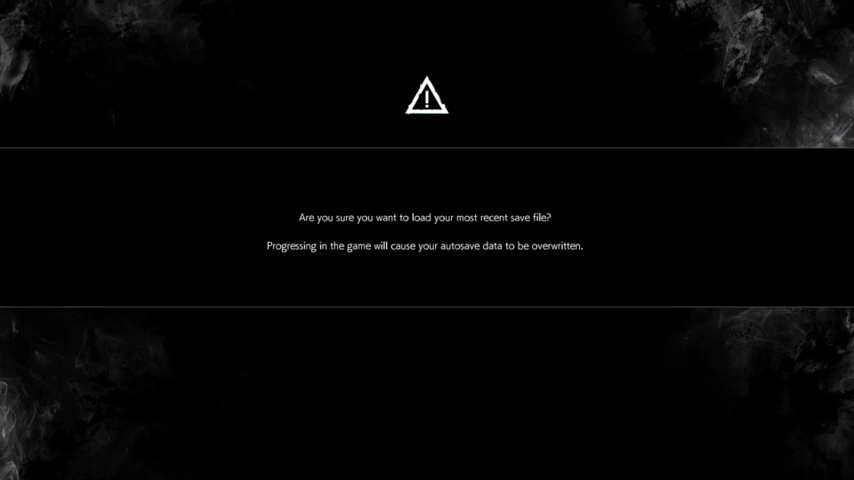 Are you sure you want to load your most recent save file?
Progressing in the game will cause your autosave data to be overwritten.